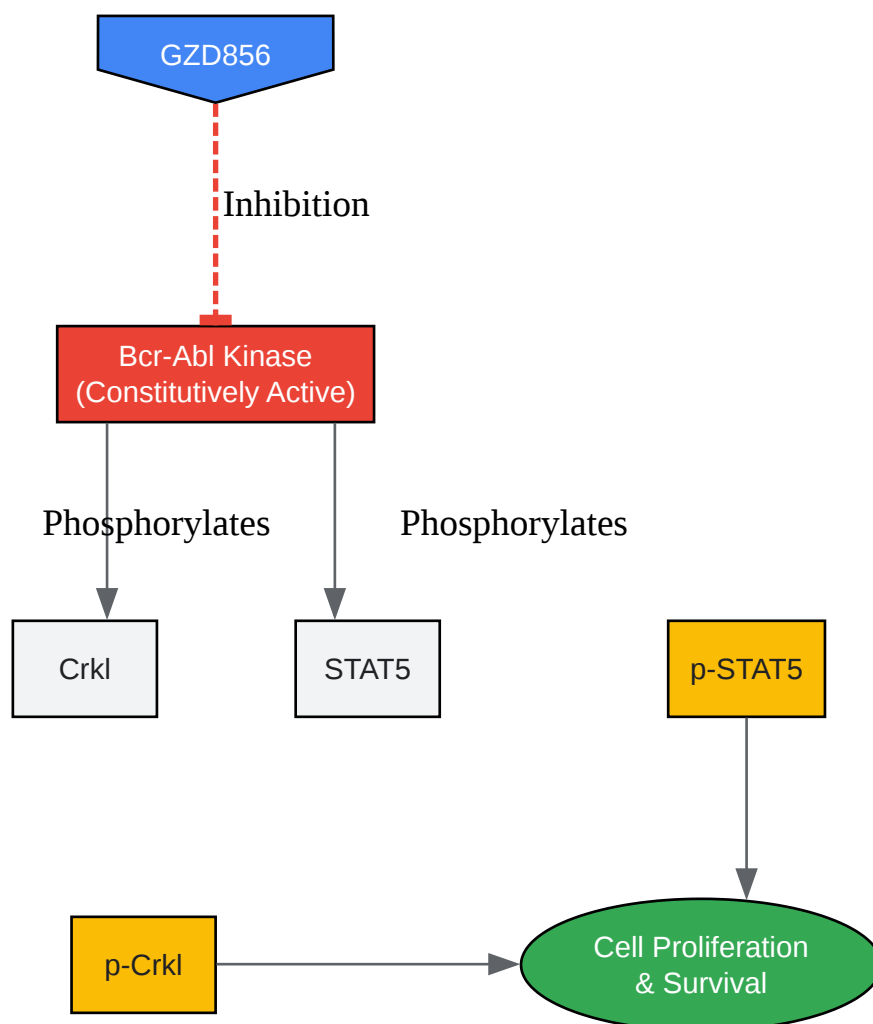 GZD856
Inhibition
Bcr-Abl Kinase
(Constitutively Active)
Phosphorylates
Phosphorylates
Crkl
STAT5
p-STAT5
p-Crkl
Cell Proliferation
& Survival